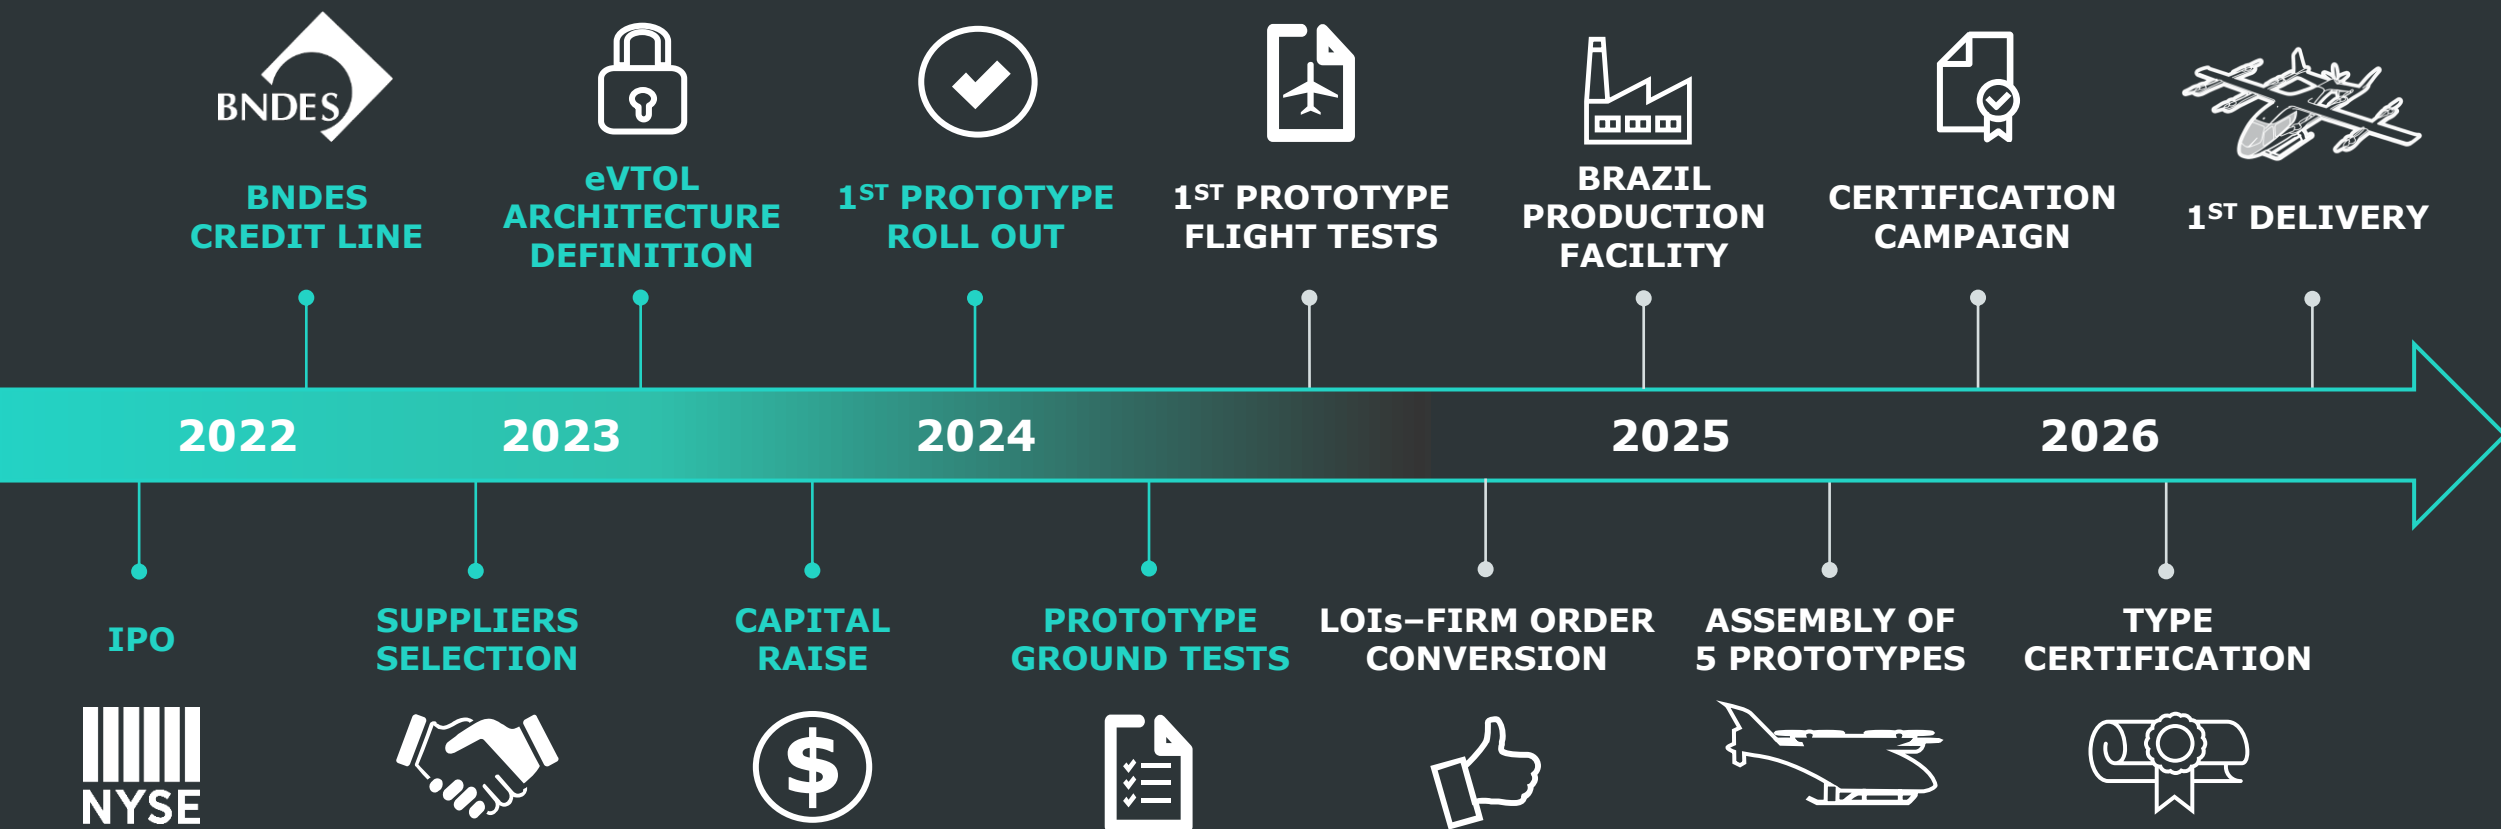 BNDES
BNDES
CREDIT LINE
eVTOL
ARCHITECTURE
DEFINITION
1ST PROTOTYPE
ROLL OUT
1ST PROTOTYPE
FLIGHT TESTS
BRAZIL
PRODUCTION
FACILITY
CERTIFICATION
CAMPAIGN
1ST DELIVERY
2022
2023
2024
2025
2026
IPO
NYSE
SUPPLIERS
SELECTION
CAPITAL
RAISE
$
PROTOTYPE
GROUND TESTS
LOIs–FIRM ORDER
CONVERSION
ASSEMBLY OF
5 PROTOTYPES
TYPE
CERTIFICATION